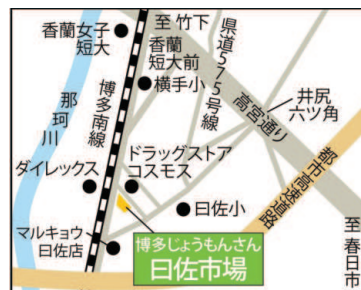 香蘭女子
短大
至 竹下
香蘭
短大前
横手小
県道575号線
高宮通り
井尻
六ツ角
那珂川
博多南線
ダイレックス
ドラッグストア
コスモス
曰佐小
都市高速道路
至 春日市
マルキョウ
曰佐店
博多じょうもんさん
曰佐市場